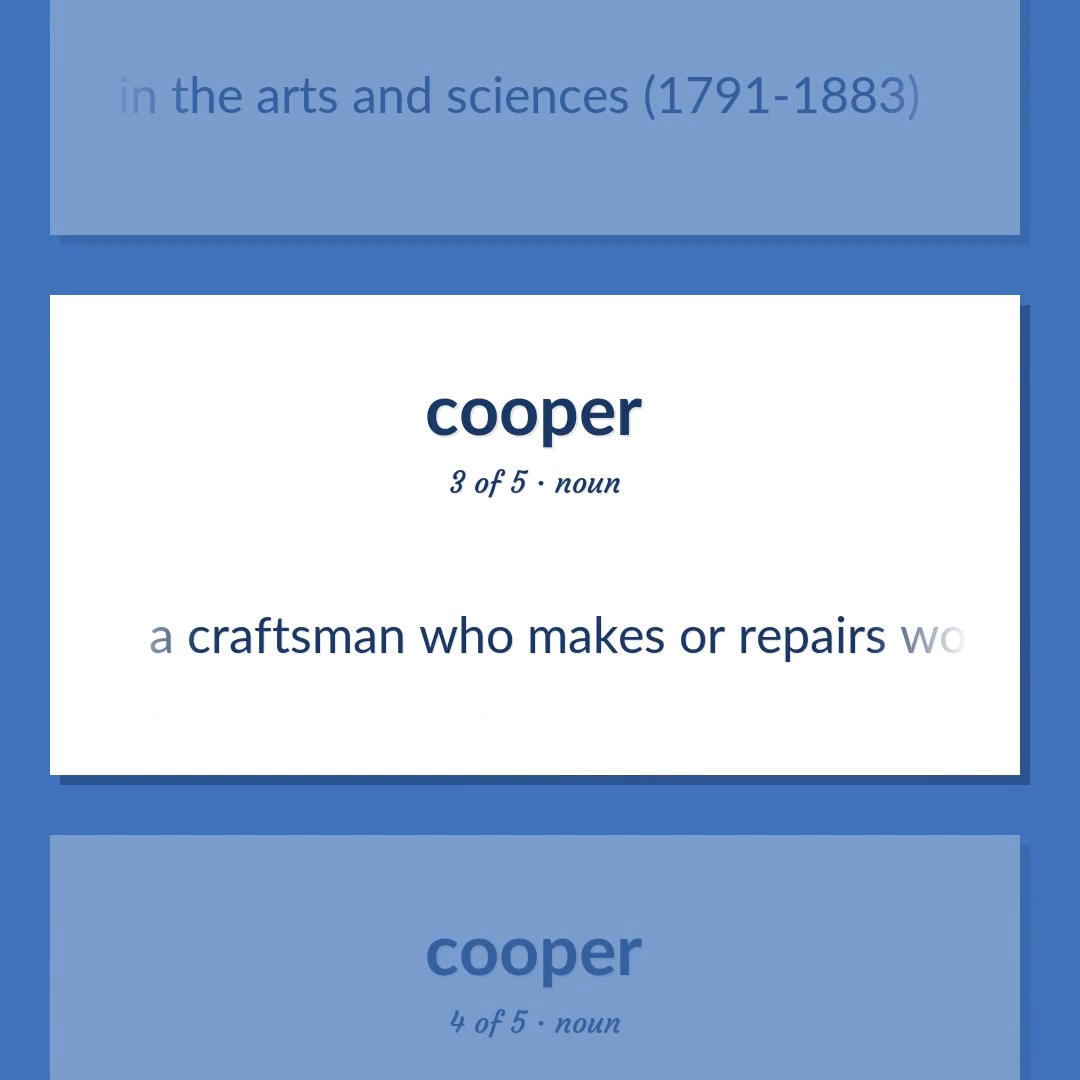 in the arts and sciences (1791-1883)
cooper
3 of 5 · noun
a craftsman who makes or repairs wo
cooper
4 of 5 · noun